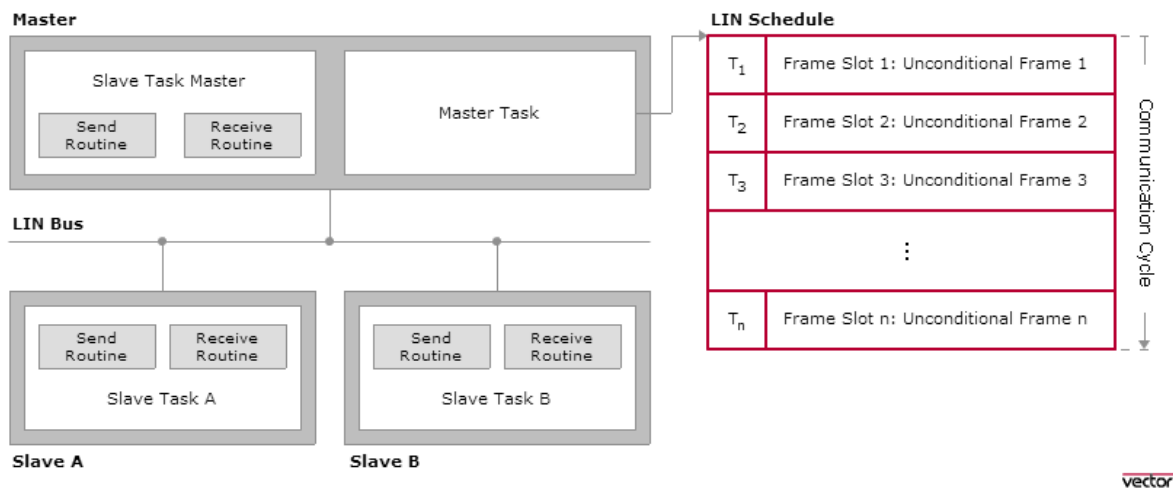 Master
Slave Task Master
Send
Routine
Receive
Routine
Master Task
LIN Bus
Send
Routine
Receive
Routine
Slave Task A
Slave A
Send
Routine
Receive
Routine
Slave Task B
Slave B
LIN Schedule
T1 Frame Slot 1: Unconditional Frame 1
T2 Frame Slot 2: Unconditional Frame 2
T3 Frame Slot 3: Unconditional Frame 3
⋮
Tn Frame Slot n: Unconditional Frame n
Communication Cycle
vector